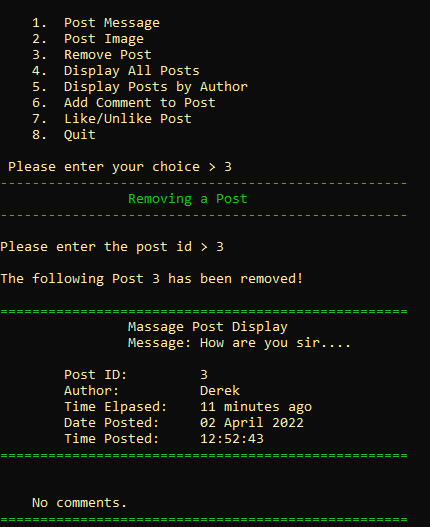 1. Post Message
2. Post Image
3. Remove Post
4. Display All Posts
5. Display Posts by Author
6. Add Comment to Post
7. Like/Unlike Post
8. Quit
Please enter your choice > 3
---------------------------------------------------
Removing a Post
---------------------------------------------------
Please enter the post id > 3
The following Post 3 has been removed!
===================================================
Massage Post Display
Message: How are you sir....
Post ID: 3
Author: Derek
Time Elpased: 11 minutes ago
Date Posted: 02 April 2022
Time Posted: 12:52:43
===================================================
No comments.
===================================================